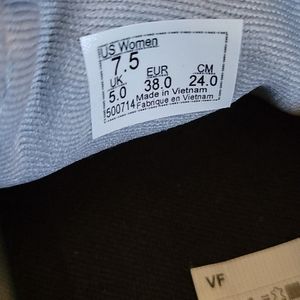 US Women
7.5
UK EUR CM
5.0 38.0 24.0
500714 Made in Vietnam
Fabrique en Vietnam
VF